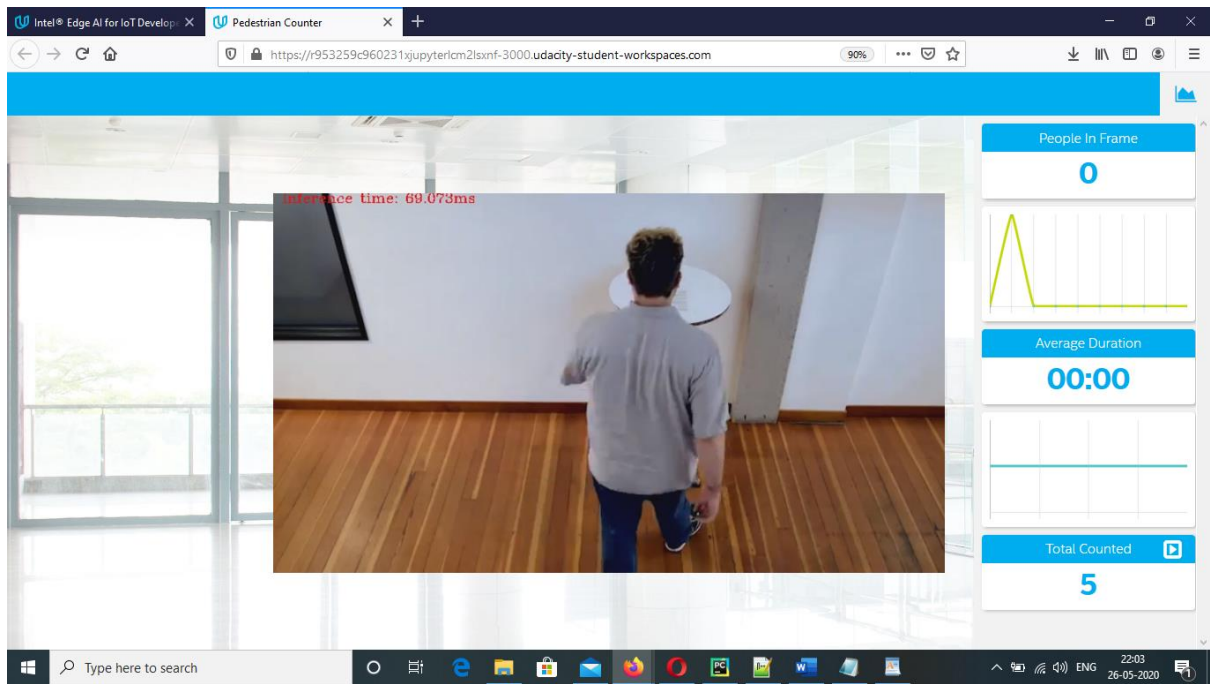 Intel® Edge AI for IoT Develop
Pedestrian Counter
https://r953259c960231xjupyterlcm2lsxnf-3000.udacity-student-workspaces.com
90%
People In Frame
0
inference time: 69.073ms
Average Duration
00:00
Total Counted
5
Type here to search
ENG
22:03
26-05-2020
1